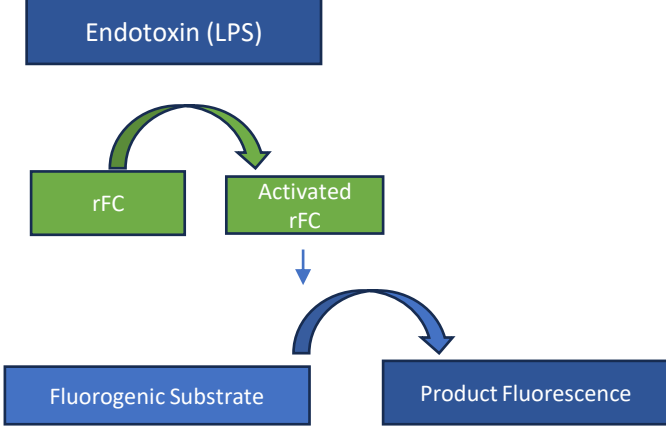 Endotoxin (LPS)
rFC
Activated
rFC
Fluorogenic Substrate
Product Fluorescence